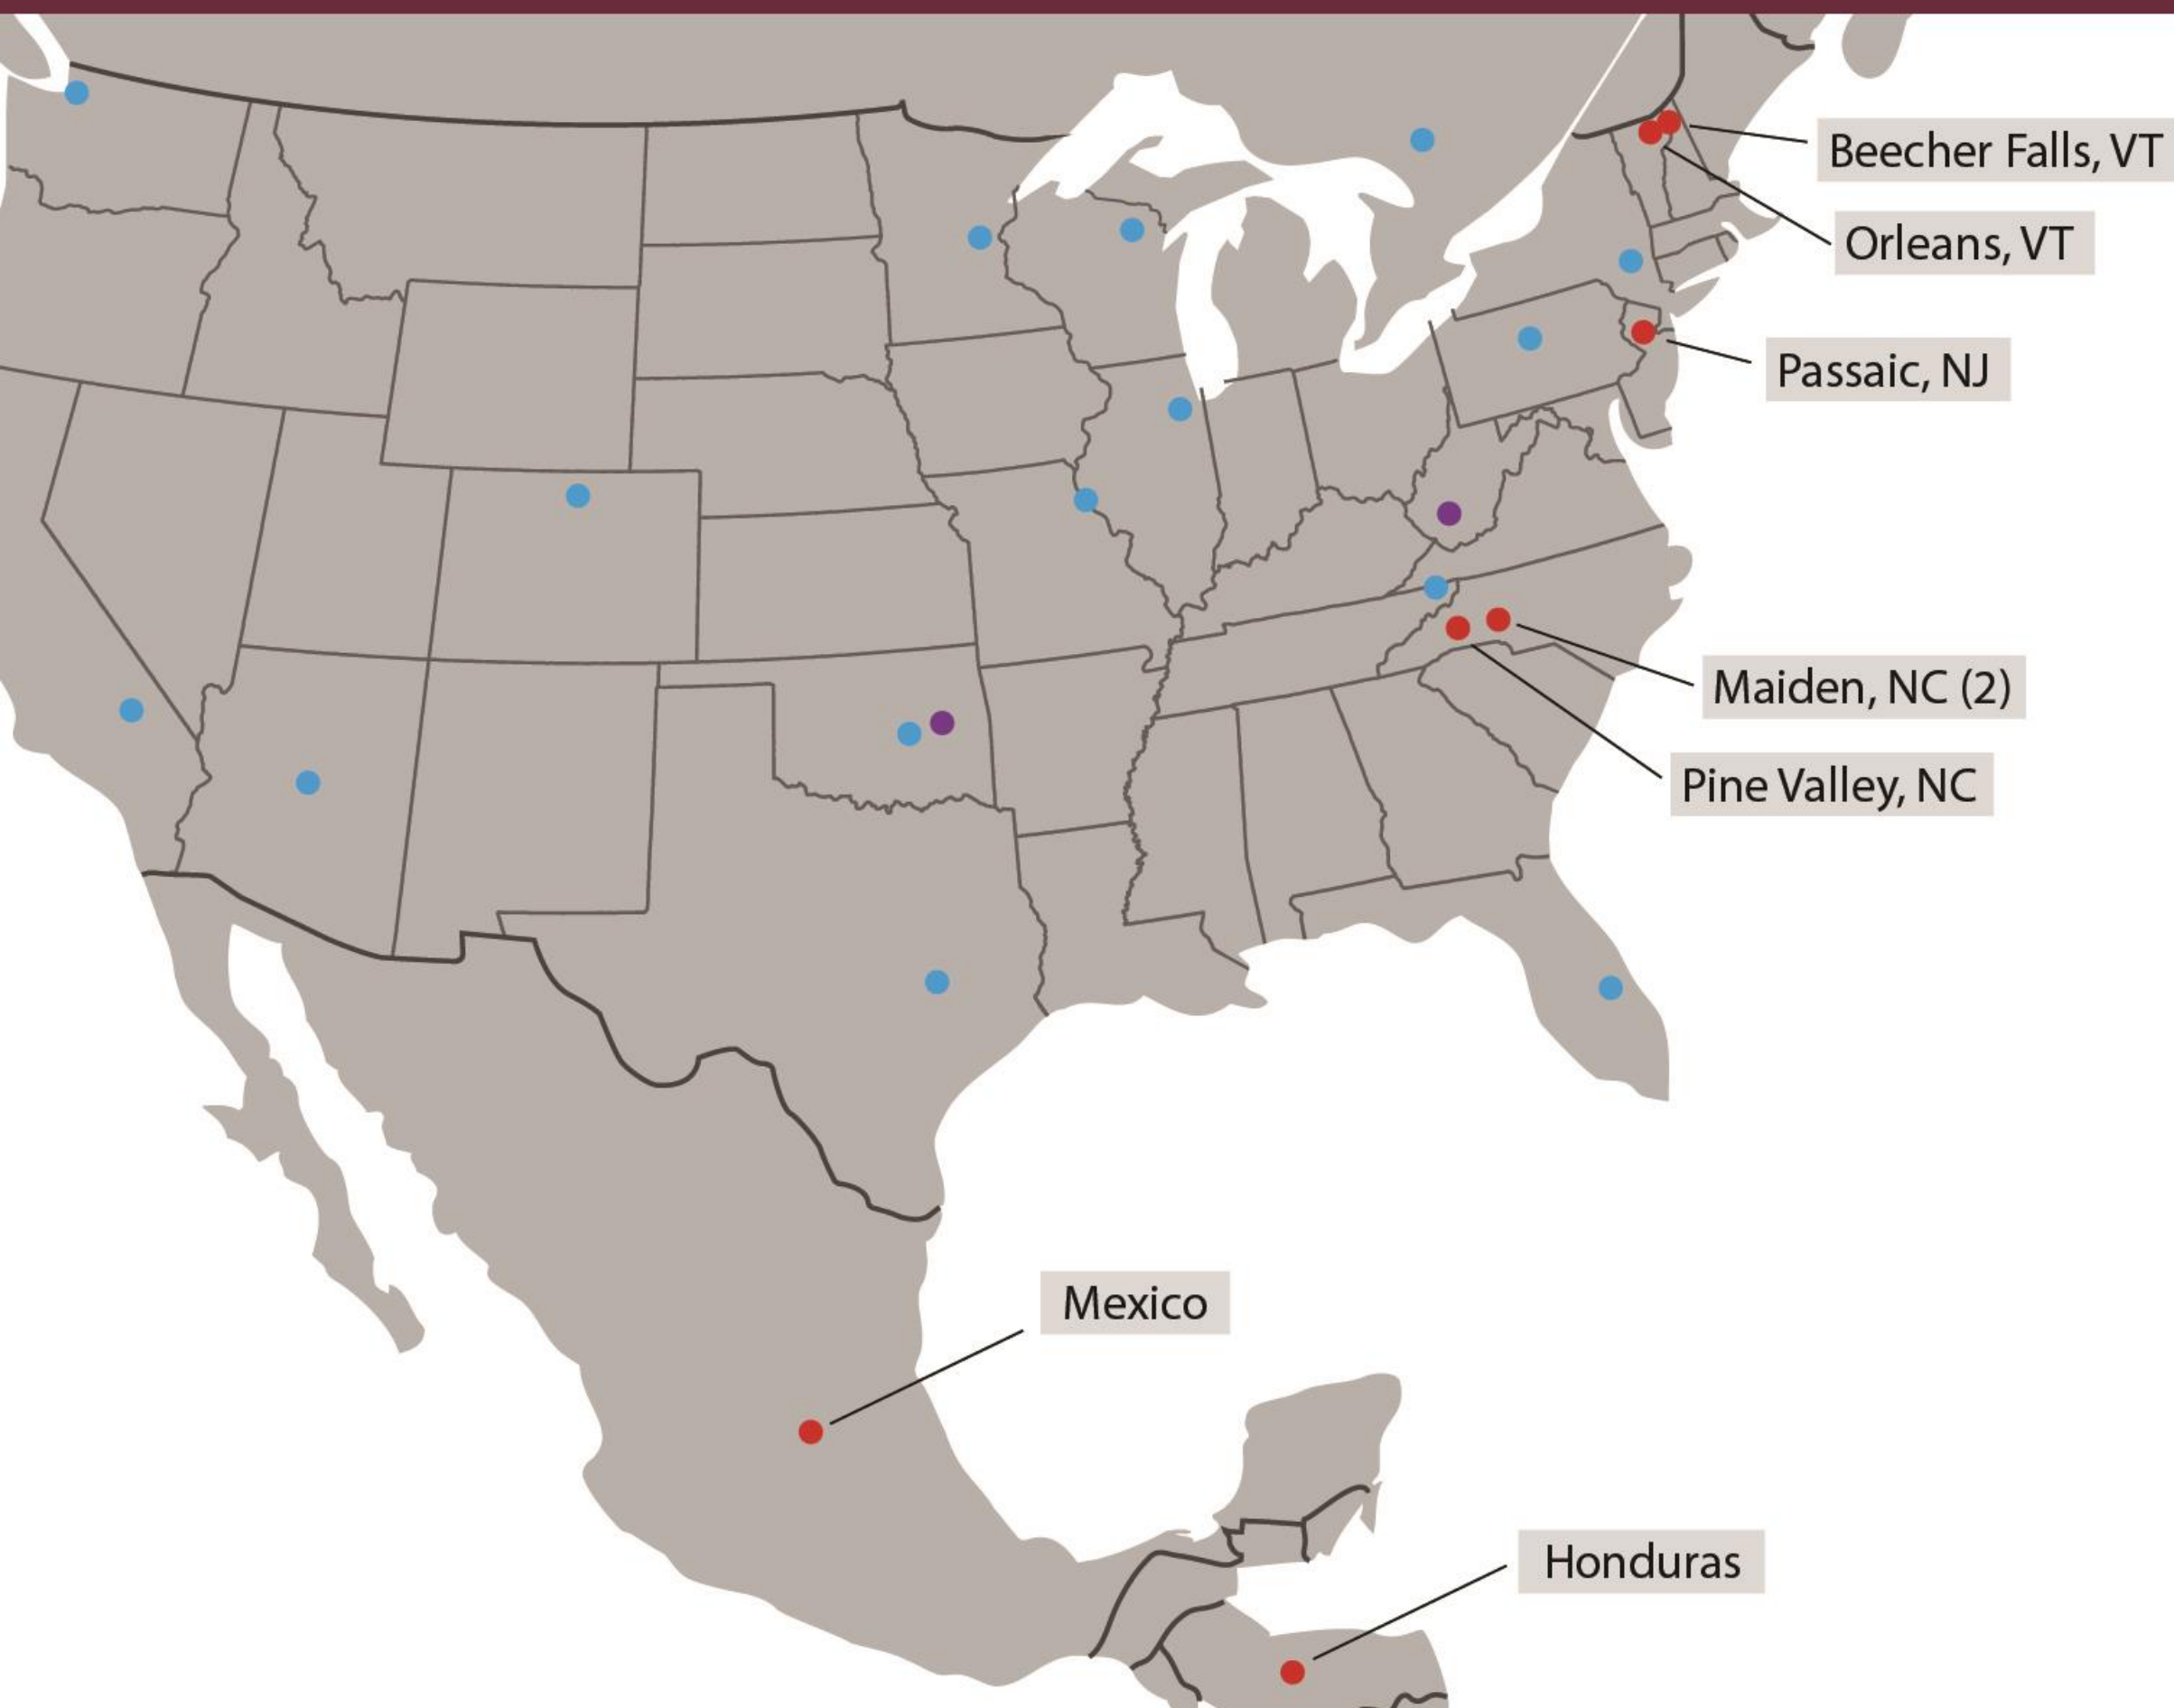 Beecher Falls, VT
Orleans, VT
Passaic, NJ
Maiden, NC (2)
Pine Valley, NC
Mexico
Honduras